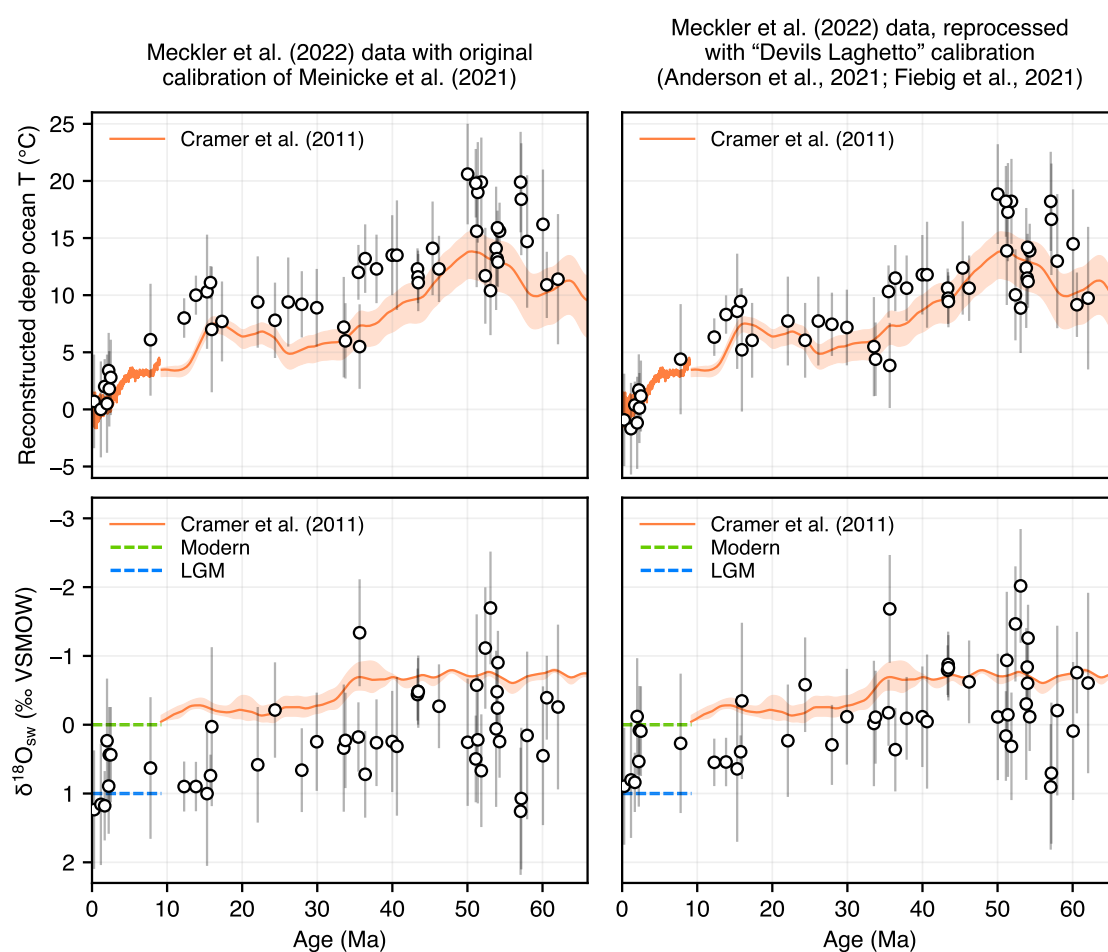 Meckler et al. (2022) data with original
calibration of Meinicke et al. (2021)
Meckler et al. (2022) data, reprocessed
with “Devils Laghetto” calibration
(Anderson et al., 2021; Fiebig et al., 2021)
Reconstructed deep ocean T (°C)
25
20
15
10
5
0
−5
Cramer et al. (2011)
Cramer et al. (2011)
δ¹⁸Osw (‰ VSMOW)
−3
−2
−1
0
1
2
Cramer et al. (2011)
Modern
LGM
Cramer et al. (2011)
Modern
LGM
0 10 20 30 40 50 60
Age (Ma)
0 10 20 30 40 50 60
Age (Ma)